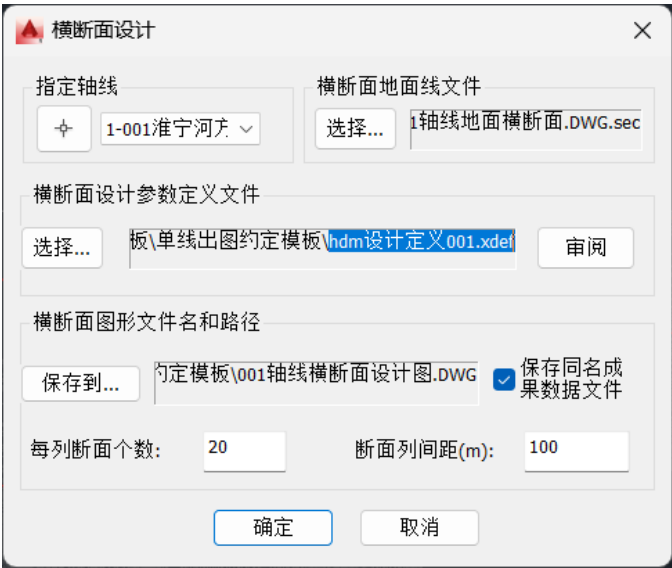 横断面设计
指定轴线
1-001淮宁河方
横断面地面线文件
选择...
1轴线地面横断面.DWG.sec
横断面设计参数定义文件
选择...
板\单线出图约定模板\hdm设计定义001.xdef
审阅
横断面图形文件名和路径
保存到...
约定模板\001轴线横断面设计图.DWG
保存同名成
果数据文件
每列断面个数:
20
断面列间距(m):
100
确定
取消